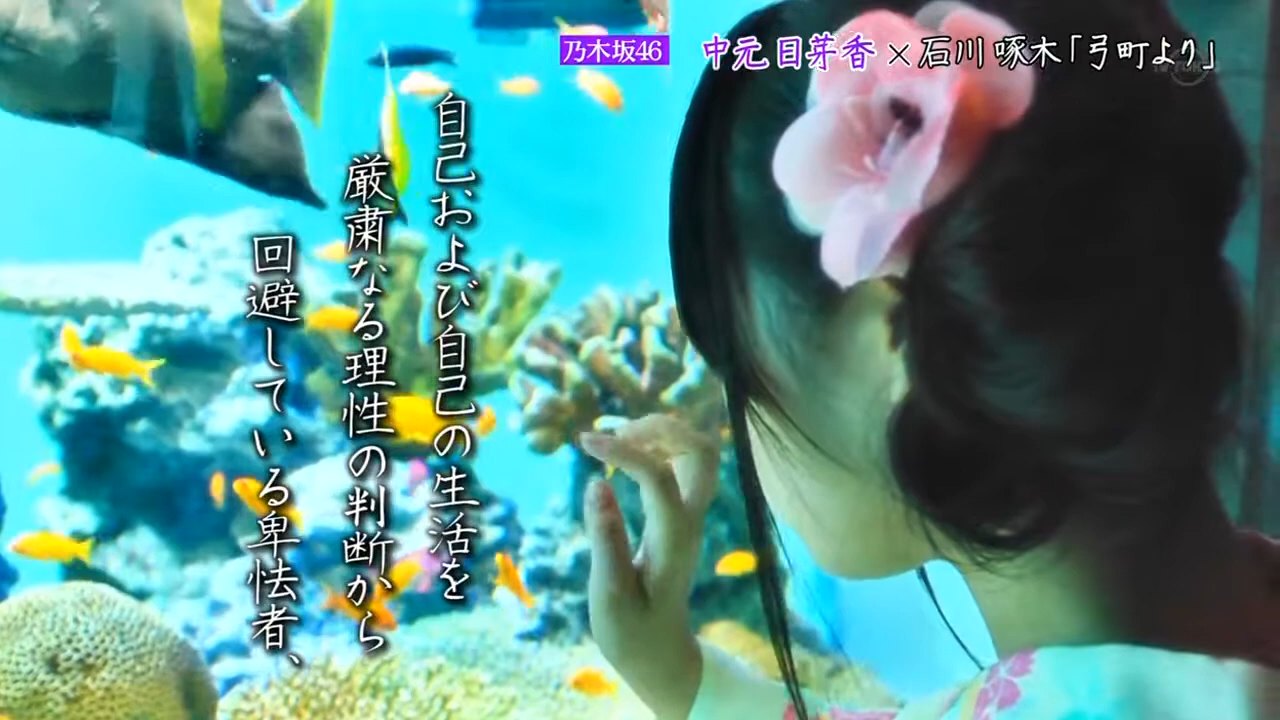 乃木坂46 中元日芽香×石川啄木「弓町より」
自己および自己の生活を
厳粛なる理性の判断から
回避している卑怯者、